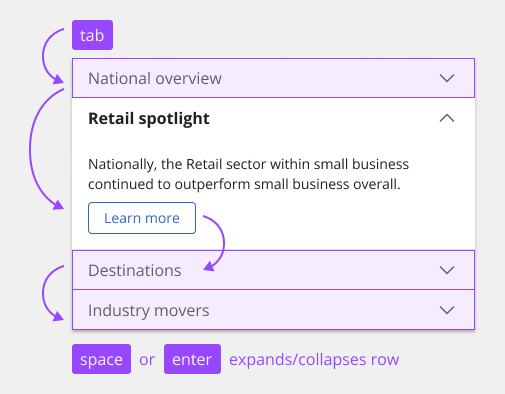 tab
National overview
Retail spotlight
Nationally, the Retail sector within small business
continued to outperform small business overall.
Learn more
Destinations
Industry movers
space or enter expands/collapses row